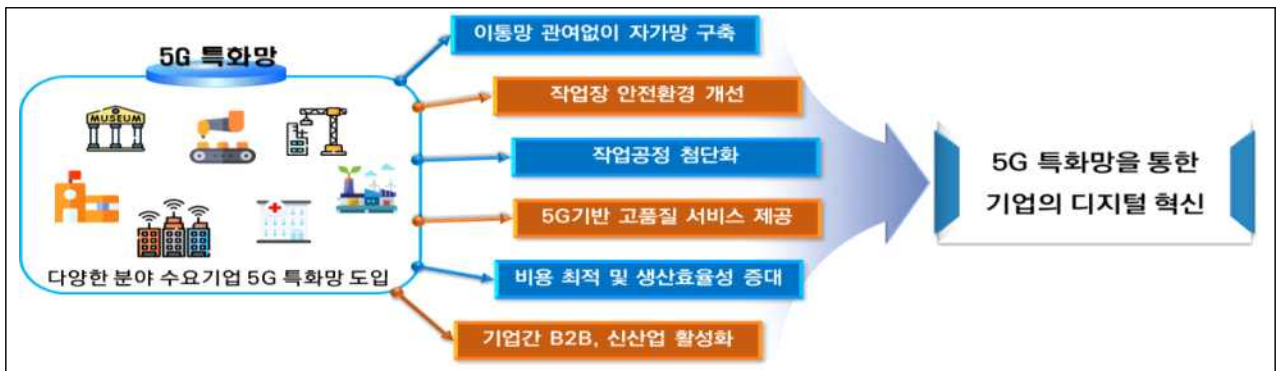 5G 특화망
MUSEUM
다양한 분야 수요기업 5G 특화망 도입
이통망 관여없이 자가망 구축
작업장 안전환경 개선
작업공정 첨단화
5G기반 고품질 서비스 제공
비용 최적 및 생산효율성 증대
기업간 B2B, 신산업 활성화
5G 특화망을 통한
기업의 디지털 혁신